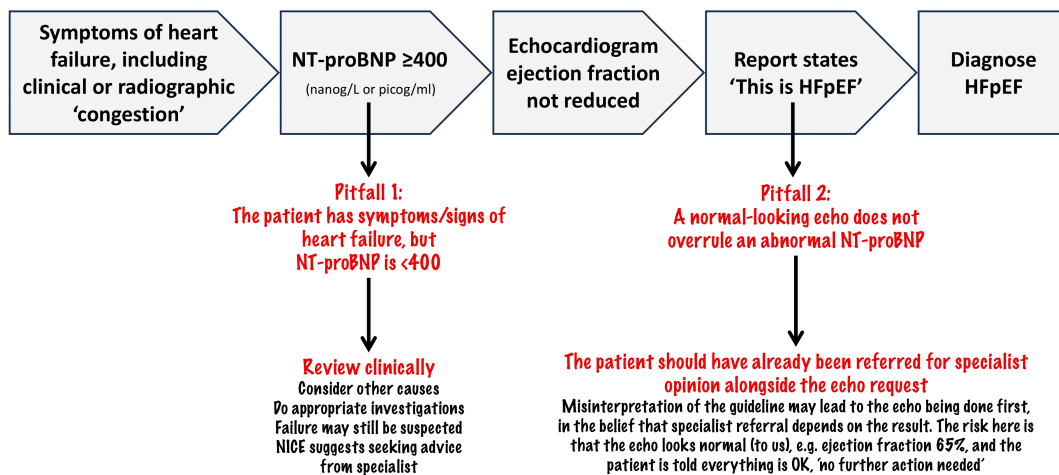 Symptoms of heart
failure, including
clinical or radiographic
‘congestion’
NT-proBNP ≥400
(nanog/L or picog/ml)
Echocardiogram
ejection fraction
not reduced
Report states
‘This is HFpEF’
Diagnose
HFpEF
Pitfall 1:
The patient has symptoms/signs of
heart failure, but
NT-proBNP is <400
Review clinically
Consider other causes
Do appropriate investigations
Failure may still be suspected
NICE suggests seeking advice
from specialist
Pitfall 2:
A normal-looking echo does not
overrule an abnormal NT-proBNP
The patient should have already been referred for specialist
opinion alongside the echo request
Misinterpretation of the guideline may lead to the echo being done first,
in the belief that specialist referral depends on the result. The risk here is
that the echo looks normal (to us), e.g. ejection fraction 65%, and the
patient is told everything is OK, ‘no further action needed’